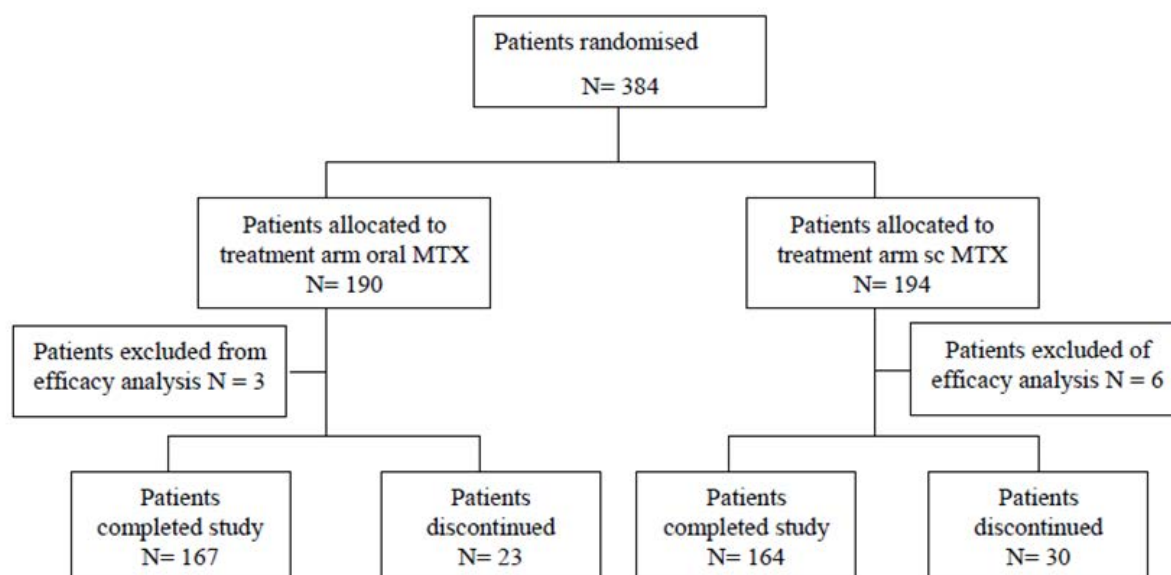 Patients randomised
N= 384
Patients allocated to
treatment arm oral MTX
N= 190
Patients allocated to
treatment arm sc MTX
N= 194
Patients excluded from
efficacy analysis N = 3
Patients excluded of
efficacy analysis N = 6
Patients
completed study
N= 167
Patients
discontinued
N= 23
Patients
completed study
N= 164
Patients
discontinued
N= 30